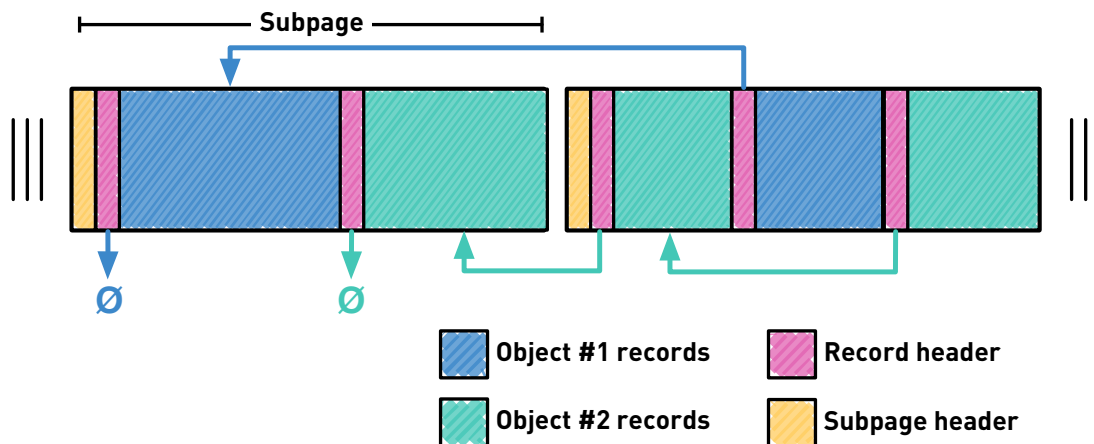 Subpage
Ø Ø
Object #1 records
Record header
Object #2 records
Subpage header